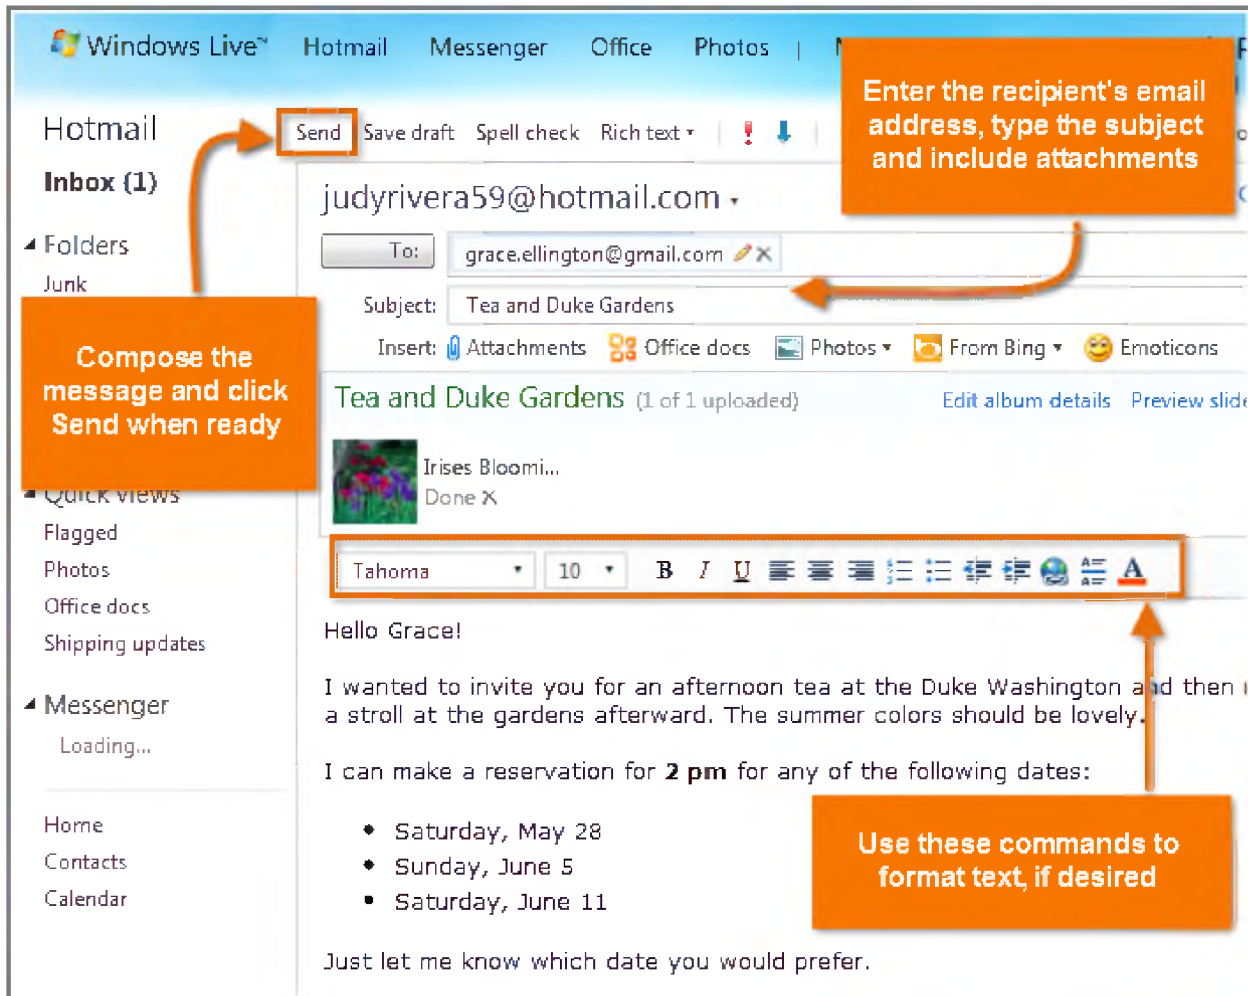 Windows Live™ Hotmail Messenger Office Photos |
Enter the recipient's email
address, type the subject
and include attachments
Hotmail
Send Save draft Spell check Rich text
Inbox (1)
judyrivera59@hotmail.com
Folders
To: grace.ellington@gmail.com
Junk
Subject: Tea and Duke Gardens
Insert: Attachments Office docs Photos From Bing Emoticons
Compose the
message and click
Send when ready
Tea and Duke Gardens (1 of 1 uploaded) Edit album details Preview slide
Irises Bloomi...
Done X
Quick views
Flagged
Photos
Office docs
Shipping updates
Tahoma 10 B I U A
Hello Grace!
I wanted to invite you for an afternoon tea at the Duke Washington and then
a stroll at the gardens afterward. The summer colors should be lovely.
Messenger
Loading...
I can make a reservation for 2 pm for any of the following dates:
• Saturday, May 28
• Sunday, June 5
• Saturday, June 11
Use these commands to
format text, if desired
Home
Contacts
Calendar
Just let me know which date you would prefer.